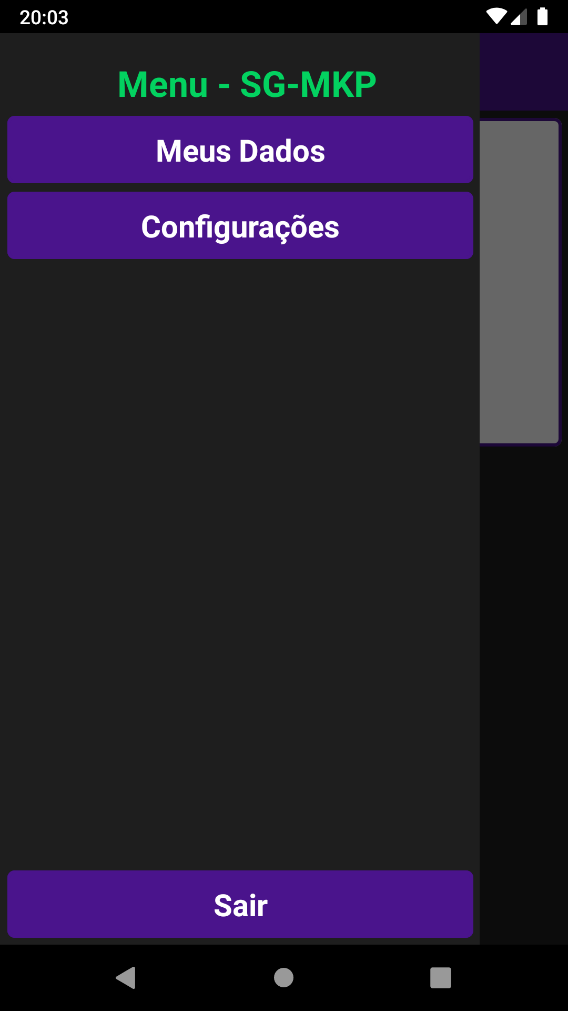 20:03
Menu - SG-MKP
Meus Dados
Configurações
Sair